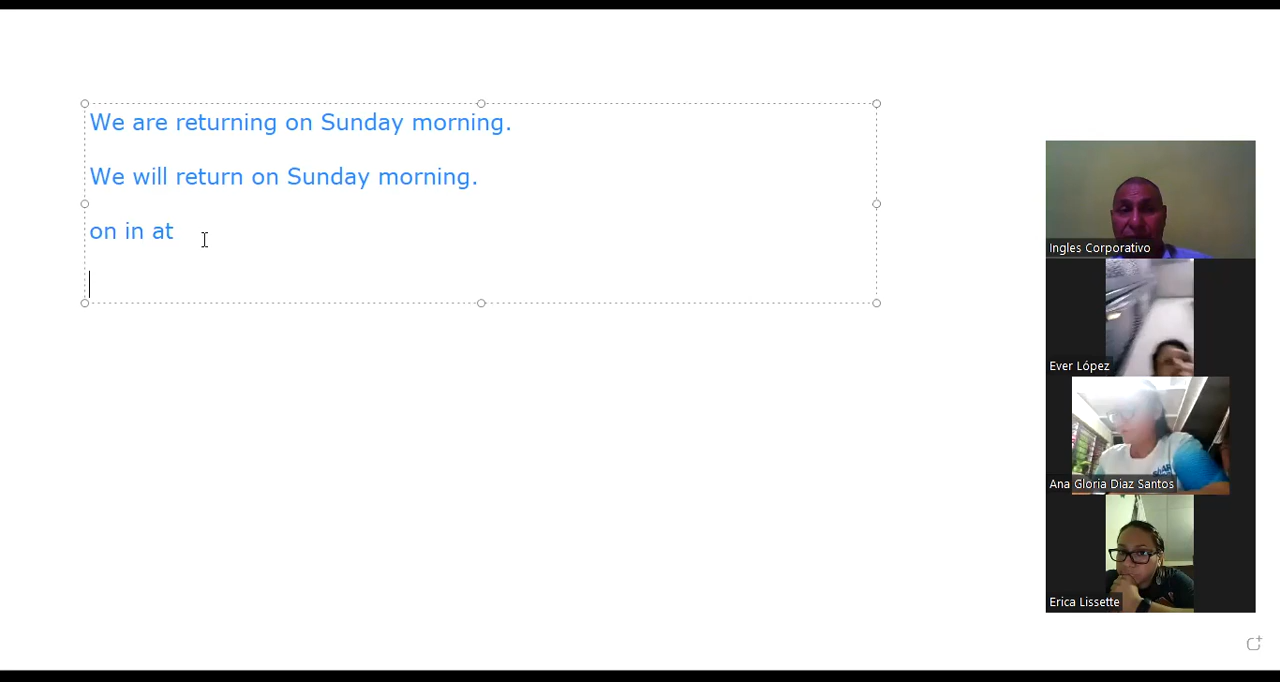 We are returning on Sunday morning.
We will return on Sunday morning.
on in at
Ingles Corporativo
Ever López
Ana Gloria Diaz Santos
Erica Lissette